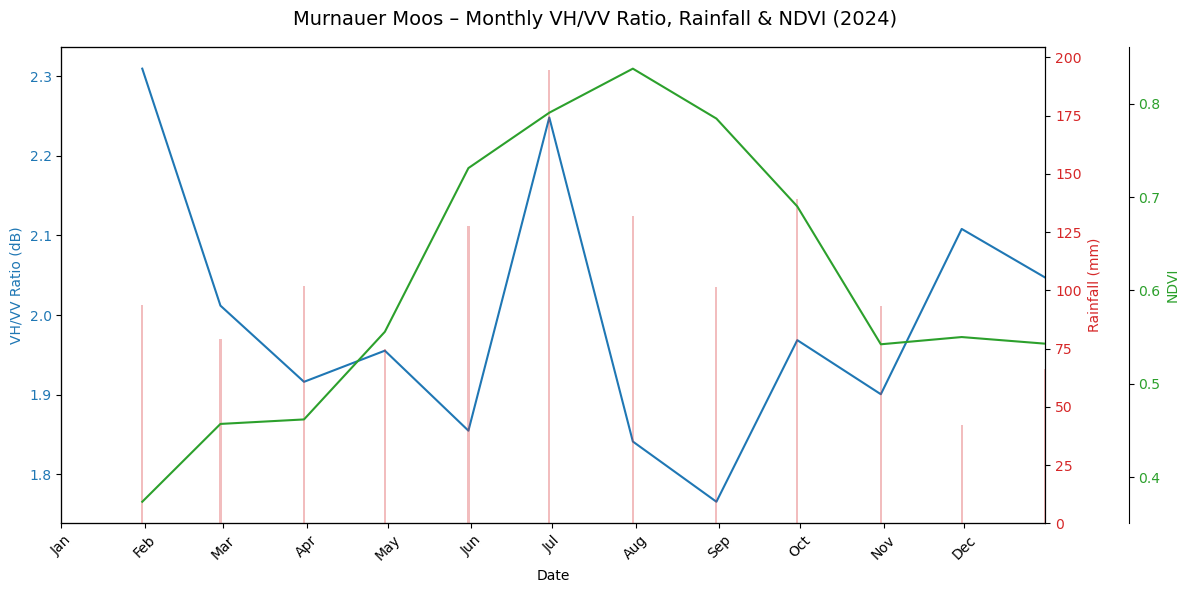 Murnauer Moos – Monthly VH/VV Ratio, Rainfall & NDVI (2024)
VH/VV Ratio (dB)
2.3
2.2
2.1
2.0
1.9
1.8
Jan
Feb
Mar
Apr
May
Jun
Jul
Aug
Sep
Oct
Nov
Dec
Date
200
175
150
125
100
75
50
25
0
Rainfall (mm)
0.8
0.7
0.6
0.5
0.4
NDVI